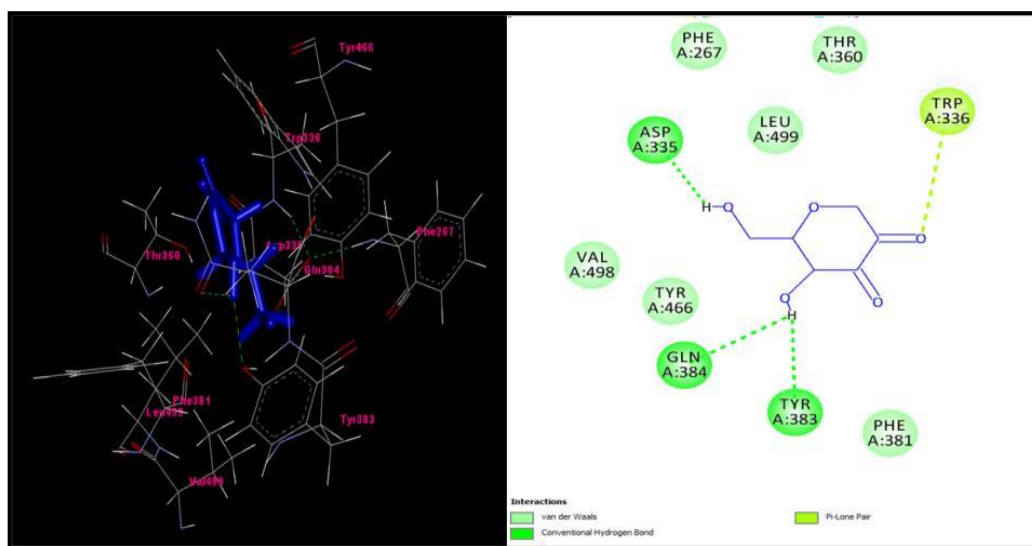 Tyr466
Trp336
Phe267
Asp335
Thr360
Gln384
Phe381
Leu499
Tyr383
Val498
PHE
A:267
THR
A:360
TRP
A:336
LEU
A:499
ASP
A:335
H
O
O
O
VAL
A:498
TYR
A:466
O
H
O
GLN
A:384
TYR
A:383
PHE
A:381
Interactions
van der Waals
Conventional Hydrogen Bond
Pi-Lone Pair